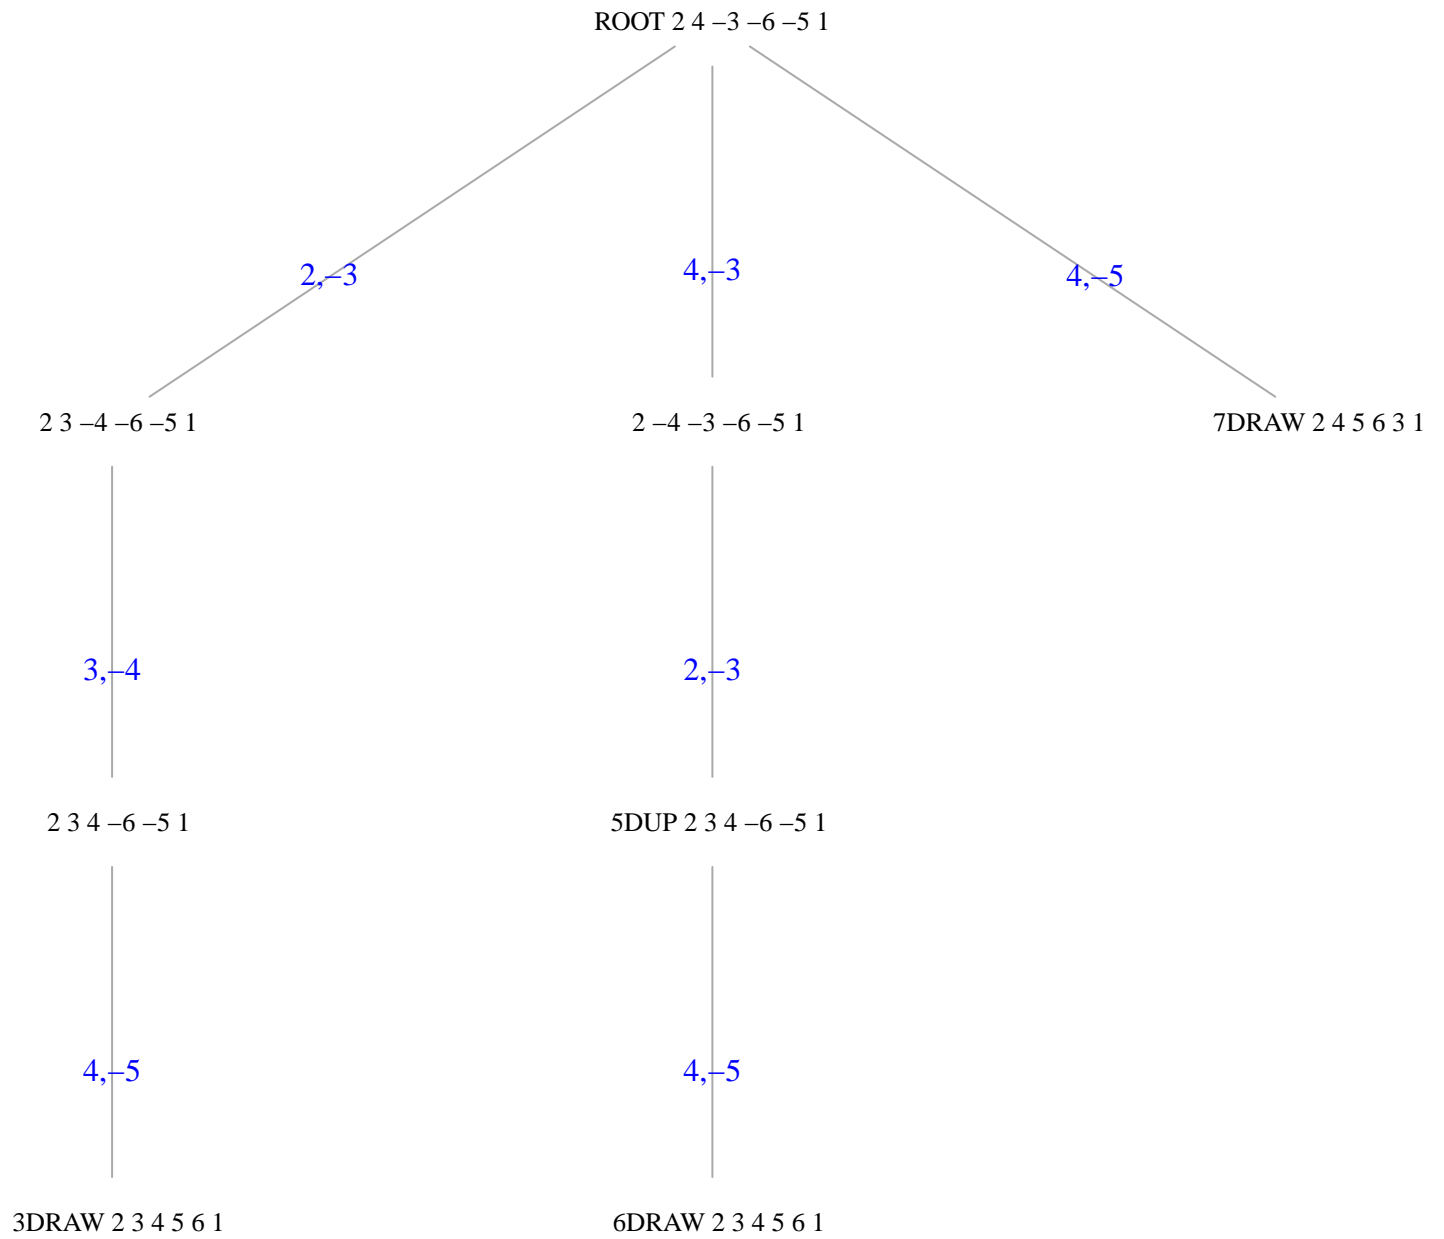 ROOT 2 4 –3 –6 –5 1
2,–3
4,–3
4,–5
2 3 –4 –6 –5 1
2 –4 –3 –6 –5 1
7DRAW 2 4 5 6 3 1
3,–4
2,–3
2 3 4 –6 –5 1
5DUP 2 3 4 –6 –5 1
4,–5
4,–5
3DRAW 2 3 4 5 6 1
6DRAW 2 3 4 5 6 1